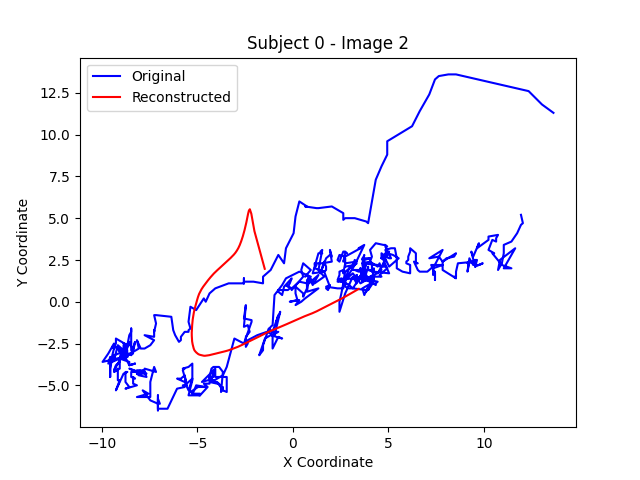 Subject 0 - Image 2
Original
Reconstructed
Y Coordinate
12.5
10.0
7.5
5.0
2.5
0.0
−2.5
−5.0
−10
−5
0
5
10
X Coordinate